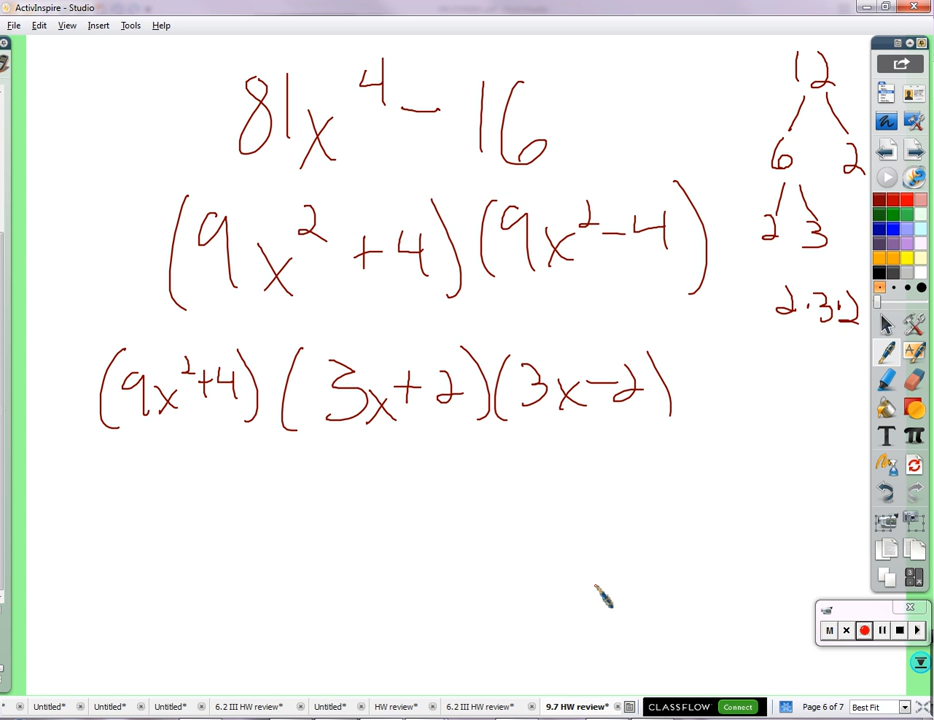 ActivInspire - Studio
File Edit View Insert Tools Help
81x⁴ - 16
(9x² + 4)(9x² - 4)
(9x² + 4)(3x + 2)(3x - 2)
12
6 2
2 3
2·3·2
M
Untitled* Untitled* Untitled* 6.2 III HW review* Untitled* HW review* 6.2 III HW review* Untitled* 9.7 HW review* CLASSFLOW Connect Page 6 of 7 Best Fit